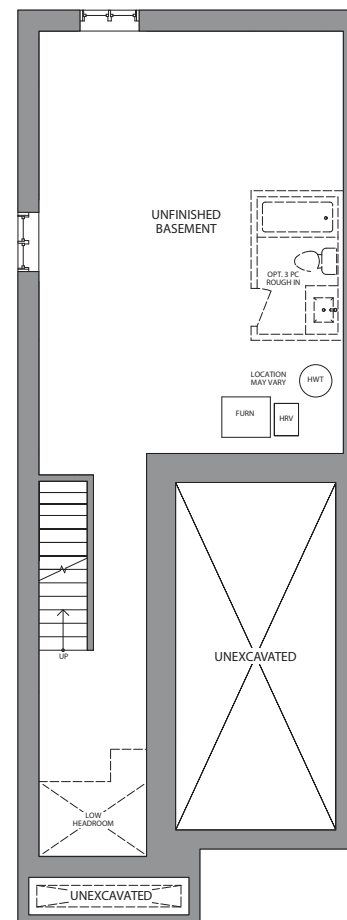 UNFINISHED
BASEMENT
OPT. 3 PC
ROUGH IN
LOCATION
MAY VARY
HWT
FURN
HRV
UP
UNEXCAVATED
LOW
HEADROOM
UNEXCAVATED